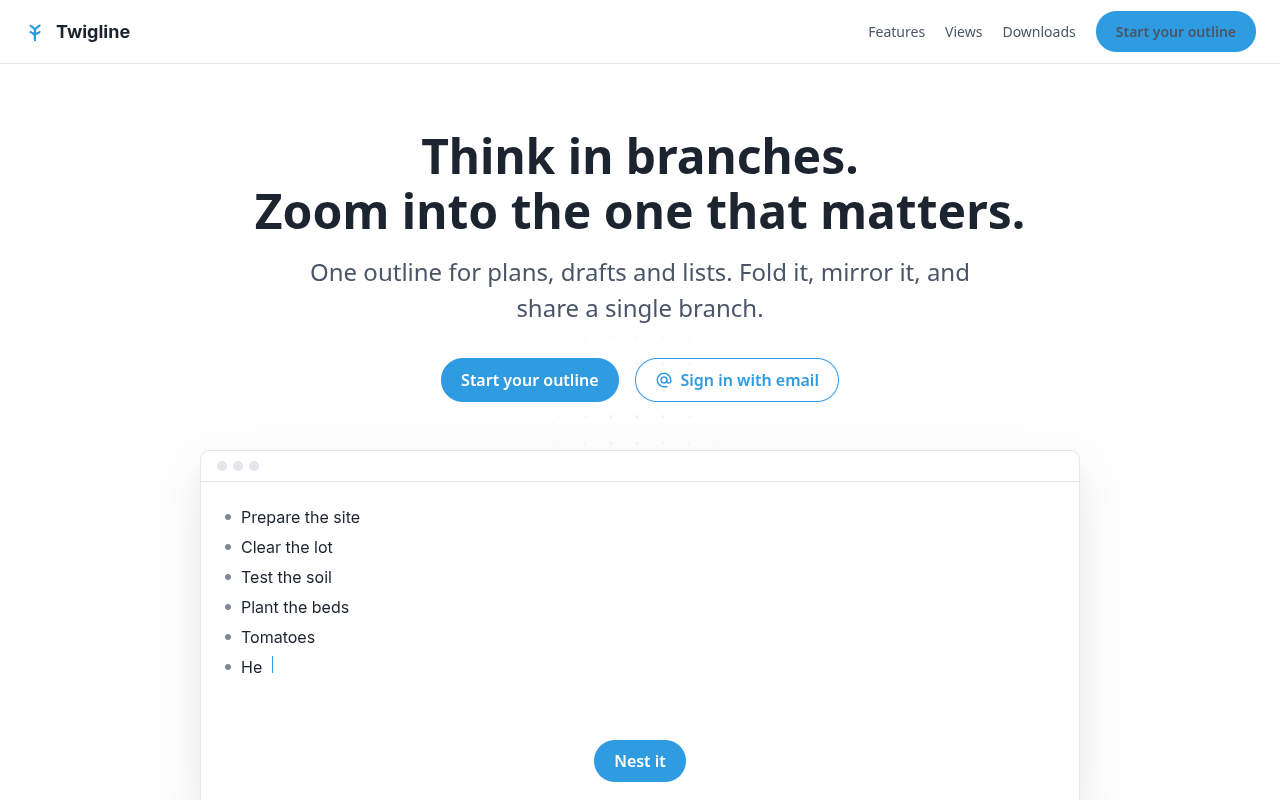 Twigline
Features
Views
Downloads
Start your outline
Think in branches.
Zoom into the one that matters.
One outline for plans, drafts and lists. Fold it, mirror it, and
share a single branch.
Start your outline
Sign in with email
Prepare the site
Clear the lot
Test the soil
Plant the beds
Tomatoes
He
Nest it